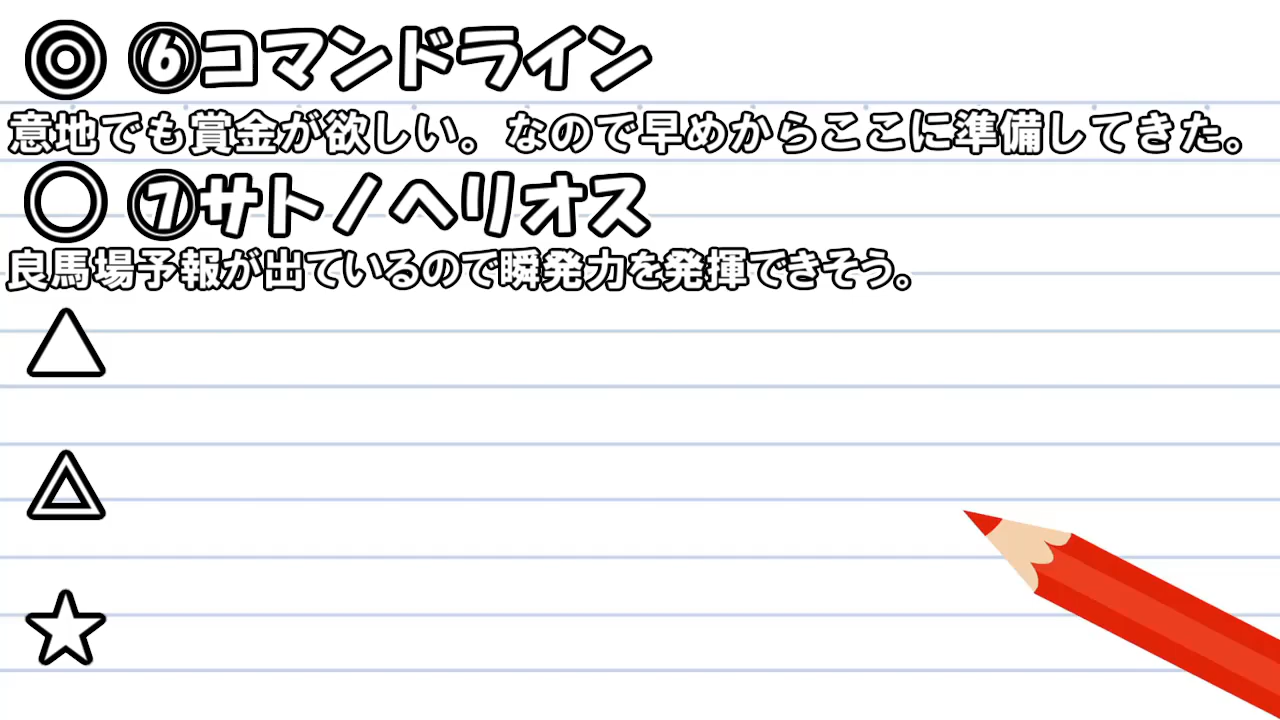 ◎ ⑥コマンドライン
意地でも賞金が欲しい。なので早めからここに準備してきた。
○ ⑦サトノヘリオス
良馬場予報が出ているので瞬発力を発揮できそう。
△
◬
☆